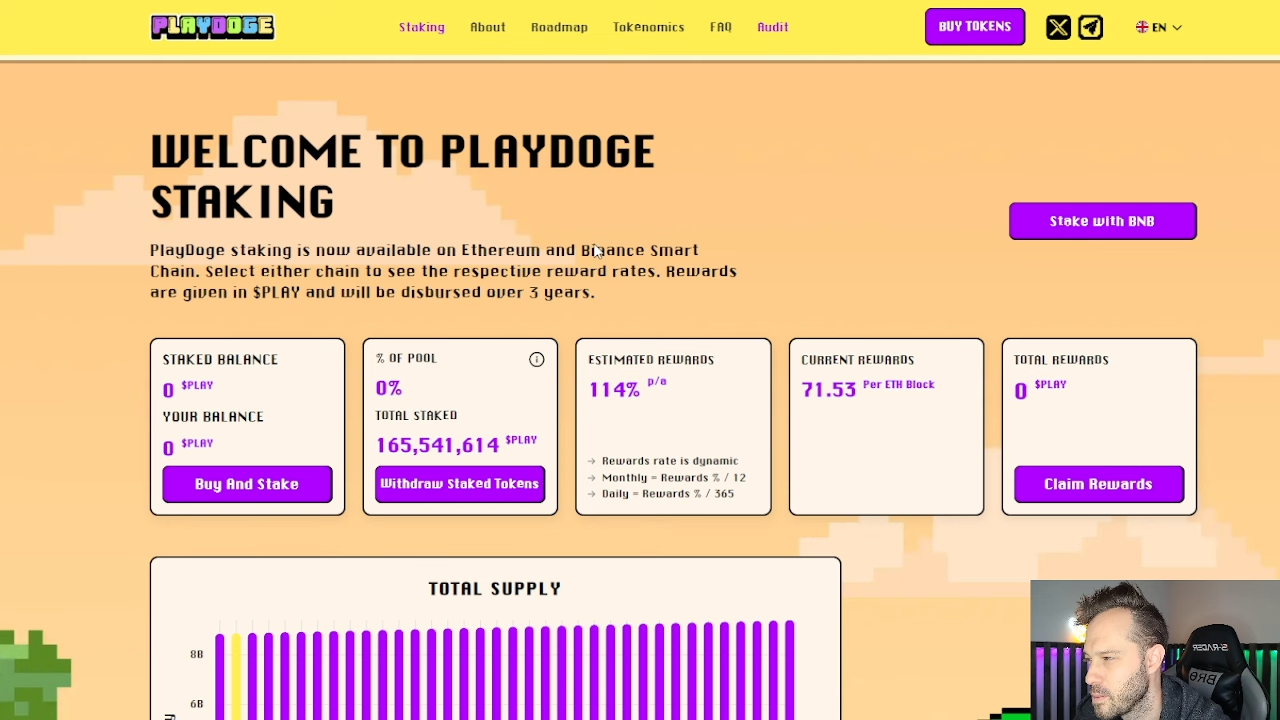 PLAYDOGE
Staking
About
Roadmap
Tokenomics
FAQ
Audit
BUY TOKENS
EN
WELCOME TO PLAYDOGE
STAKING
PlayDoge staking is now available on Ethereum and Binance Smart
Chain. Select either chain to see the respective reward rates. Rewards
are given in $PLAY and will be disbursed over 3 years.
Stake with BNB
STAKED BALANCE
0 $PLAY
YOUR BALANCE
0 $PLAY
Buy And Stake
% OF POOL
0%
TOTAL STAKED
165,541,614 $PLAY
Withdraw Staked Tokens
ESTIMATED REWARDS
114% p/a
→ Rewards rate is dynamic
→ Monthly = Rewards % / 12
→ Daily = Rewards % / 365
CURRENT REWARDS
71.53 Per ETH Block
TOTAL REWARDS
0 $PLAY
Claim Rewards
TOTAL SUPPLY
8B
6B